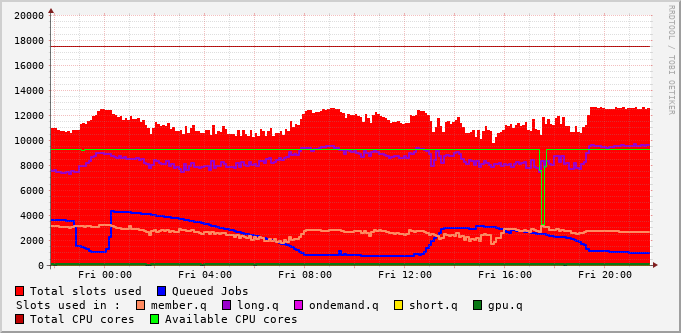 20000
18000
16000
14000
12000
10000
8000
6000
4000
2000
0
Fri 00:00 Fri 04:00 Fri 08:00 Fri 12:00 Fri 16:00 Fri 20:00
RRDTOOL / TOBI OETIKER
Total slots used Queued Jobs
Slots used in : member.q long.q ondemand.q short.q gpu.q
Total CPU cores Available CPU cores